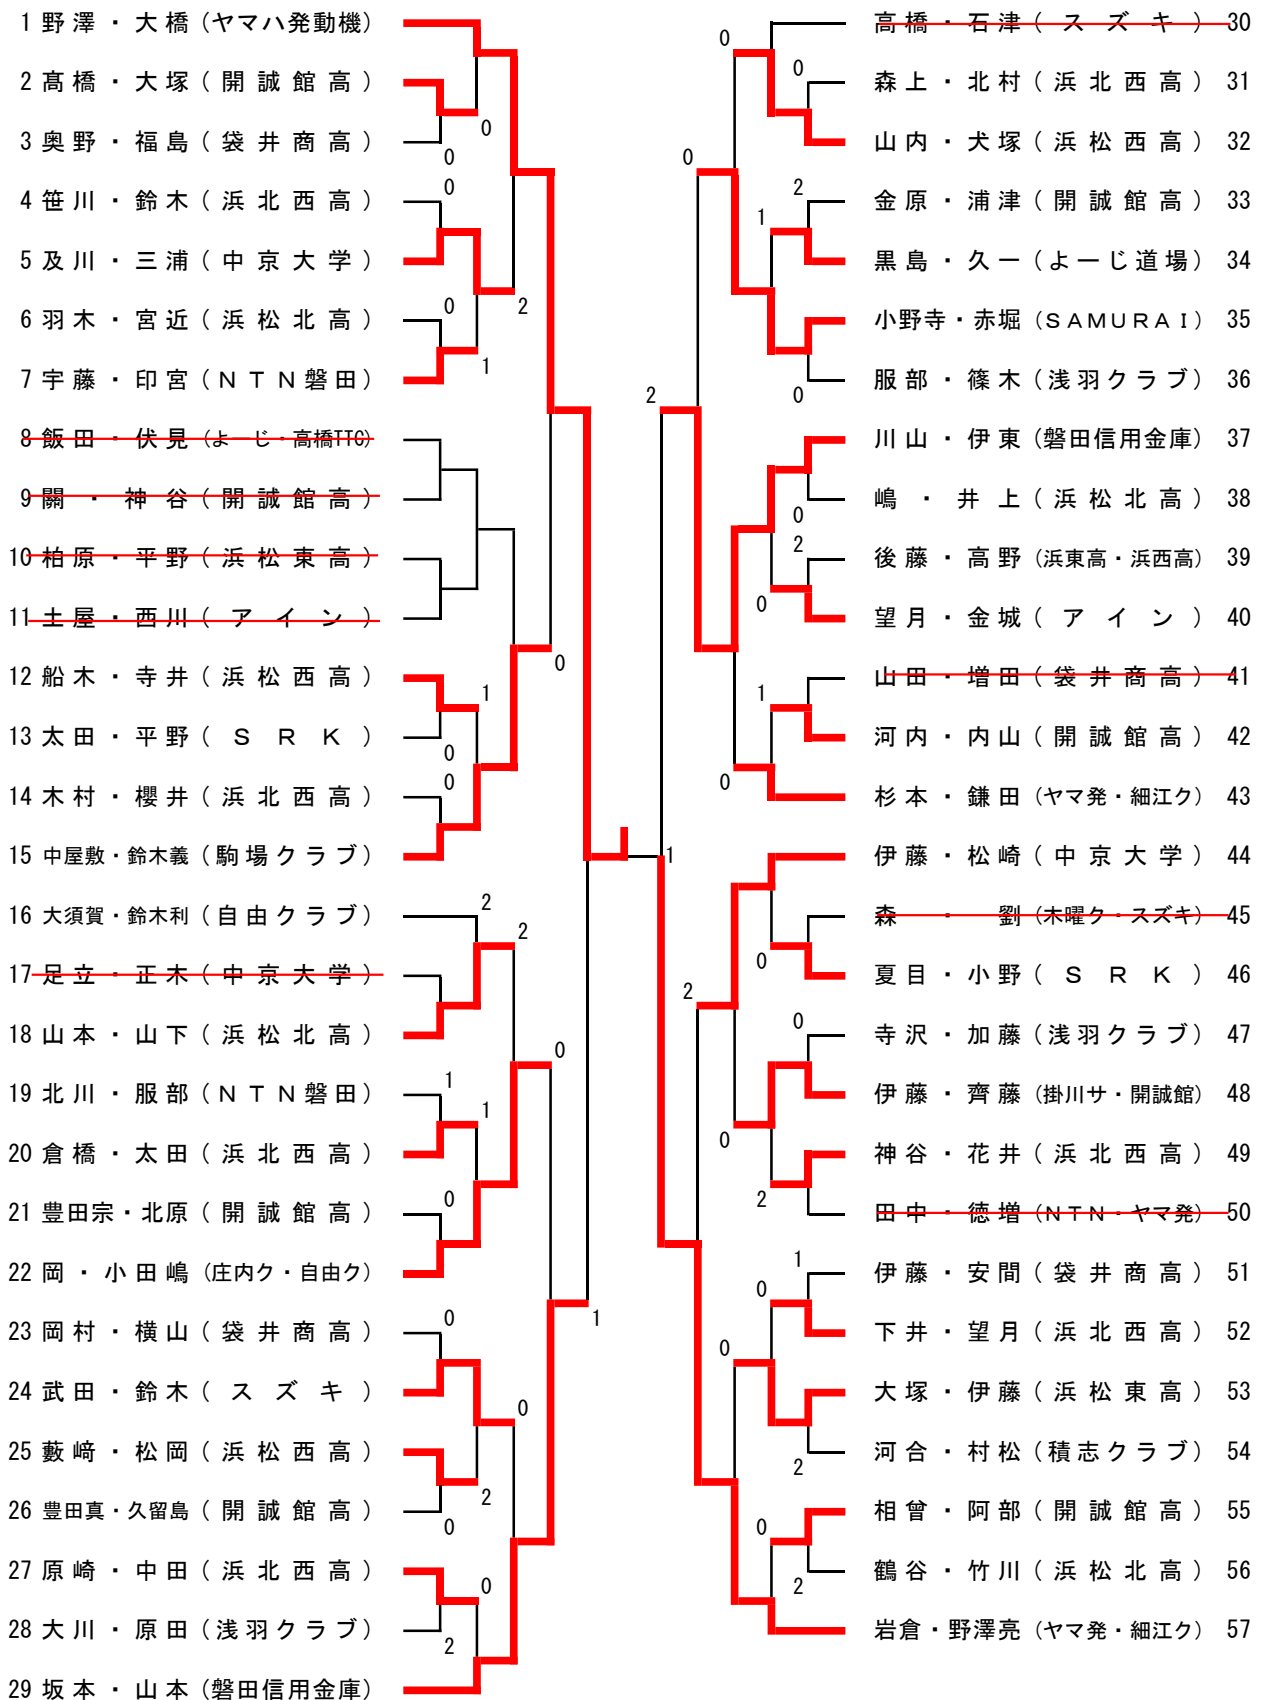 1 野澤・大橋(ヤマハ発動機)
2 髙橋・大塚(開誠館高)
3 奥野・福島(袋井商高)
4 笹川・鈴木(浜北西高)
5 及川・三浦(中京大学)
6 羽木・宮近(浜松北高)
7 宇藤・印宮(NTN磐田)
8 飯田・伏見(よーじ・高橋TTC)
9 關・神谷(開誠館高)
10 柏原・平野(浜松東高)
11 土屋・西川(アイン)
12 船木・寺井(浜松西高)
13 太田・平野(SRK)
14 木村・櫻井(浜北西高)
15 中屋敷・鈴木義(駒場クラブ)
16 大須賀・鈴木利(自由クラブ)
17 足立・正木(中京大学)
18 山本・山下(浜松北高)
19 北川・服部(NTN磐田)
20 倉橋・太田(浜北西高)
21 豊田宗・北原(開誠館高)
22 岡・小田嶋(庄内ク・自由ク)
23 岡村・横山(袋井商高)
24 武田・鈴木(スズキ)
25 藪﨑・松岡(浜松西高)
26 豊田真・久留島(開誠館高)
27 原崎・中田(浜北西高)
28 大川・原田(浅羽クラブ)
29 坂本・山本(磐田信用金庫)
0
0
0
2
0
1
0
1
0
0
2
2
0
1
1
0
0
0
2
0
0
2
1
1
0
0
0
2
1
0
2
0
2
0
1
0
0
2
0
0
2
1
0
0
2
0
2
高橋・石津(スズキ) 30
森上・北村(浜北西高) 31
山内・犬塚(浜松西高) 32
金原・浦津(開誠館高) 33
黒島・久一(よーじ道場) 34
小野寺・赤堀(SAMURAI) 35
服部・篠木(浅羽クラブ) 36
川山・伊東(磐田信用金庫) 37
嶋・井上(浜松北高) 38
後藤・高野(浜東高・浜西高) 39
望月・金城(アイン) 40
山田・増田(袋井商高) 41
河内・内山(開誠館高) 42
杉本・鎌田(ヤマ発・細江ク) 43
伊藤・松崎(中京大学) 44
森・劉(木曜ク・スズキ) 45
夏目・小野(SRK) 46
寺沢・加藤(浅羽クラブ) 47
伊藤・齊藤(掛川サ・開誠館) 48
神谷・花井(浜北西高) 49
田中・徳増(NTN・ヤマ発) 50
伊藤・安間(袋井商高) 51
下井・望月(浜北西高) 52
大塚・伊藤(浜松東高) 53
河合・村松(積志クラブ) 54
相曾・阿部(開誠館高) 55
鶴谷・竹川(浜松北高) 56
岩倉・野澤亮(ヤマ発・細江ク) 57